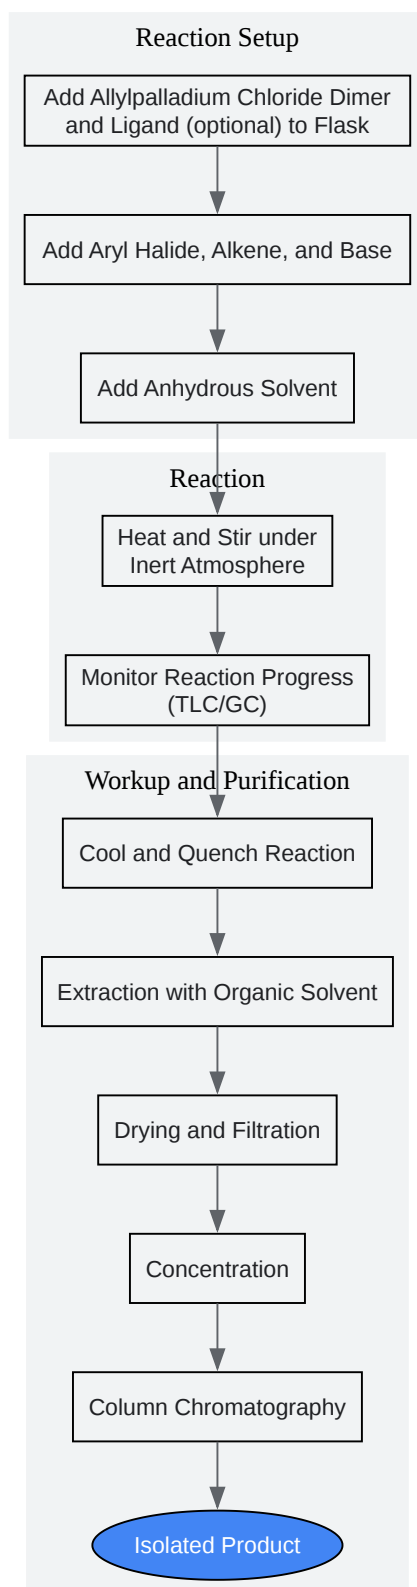 Reaction Setup
Add Allylpalladium Chloride Dimer
and Ligand (optional) to Flask
Add Aryl Halide, Alkene, and Base
Add Anhydrous Solvent
Reaction
Heat and Stir under
Inert Atmosphere
Monitor Reaction Progress
(TLC/GC)
Workup and Purification
Cool and Quench Reaction
Extraction with Organic Solvent
Drying and Filtration
Concentration
Column Chromatography
Isolated Product